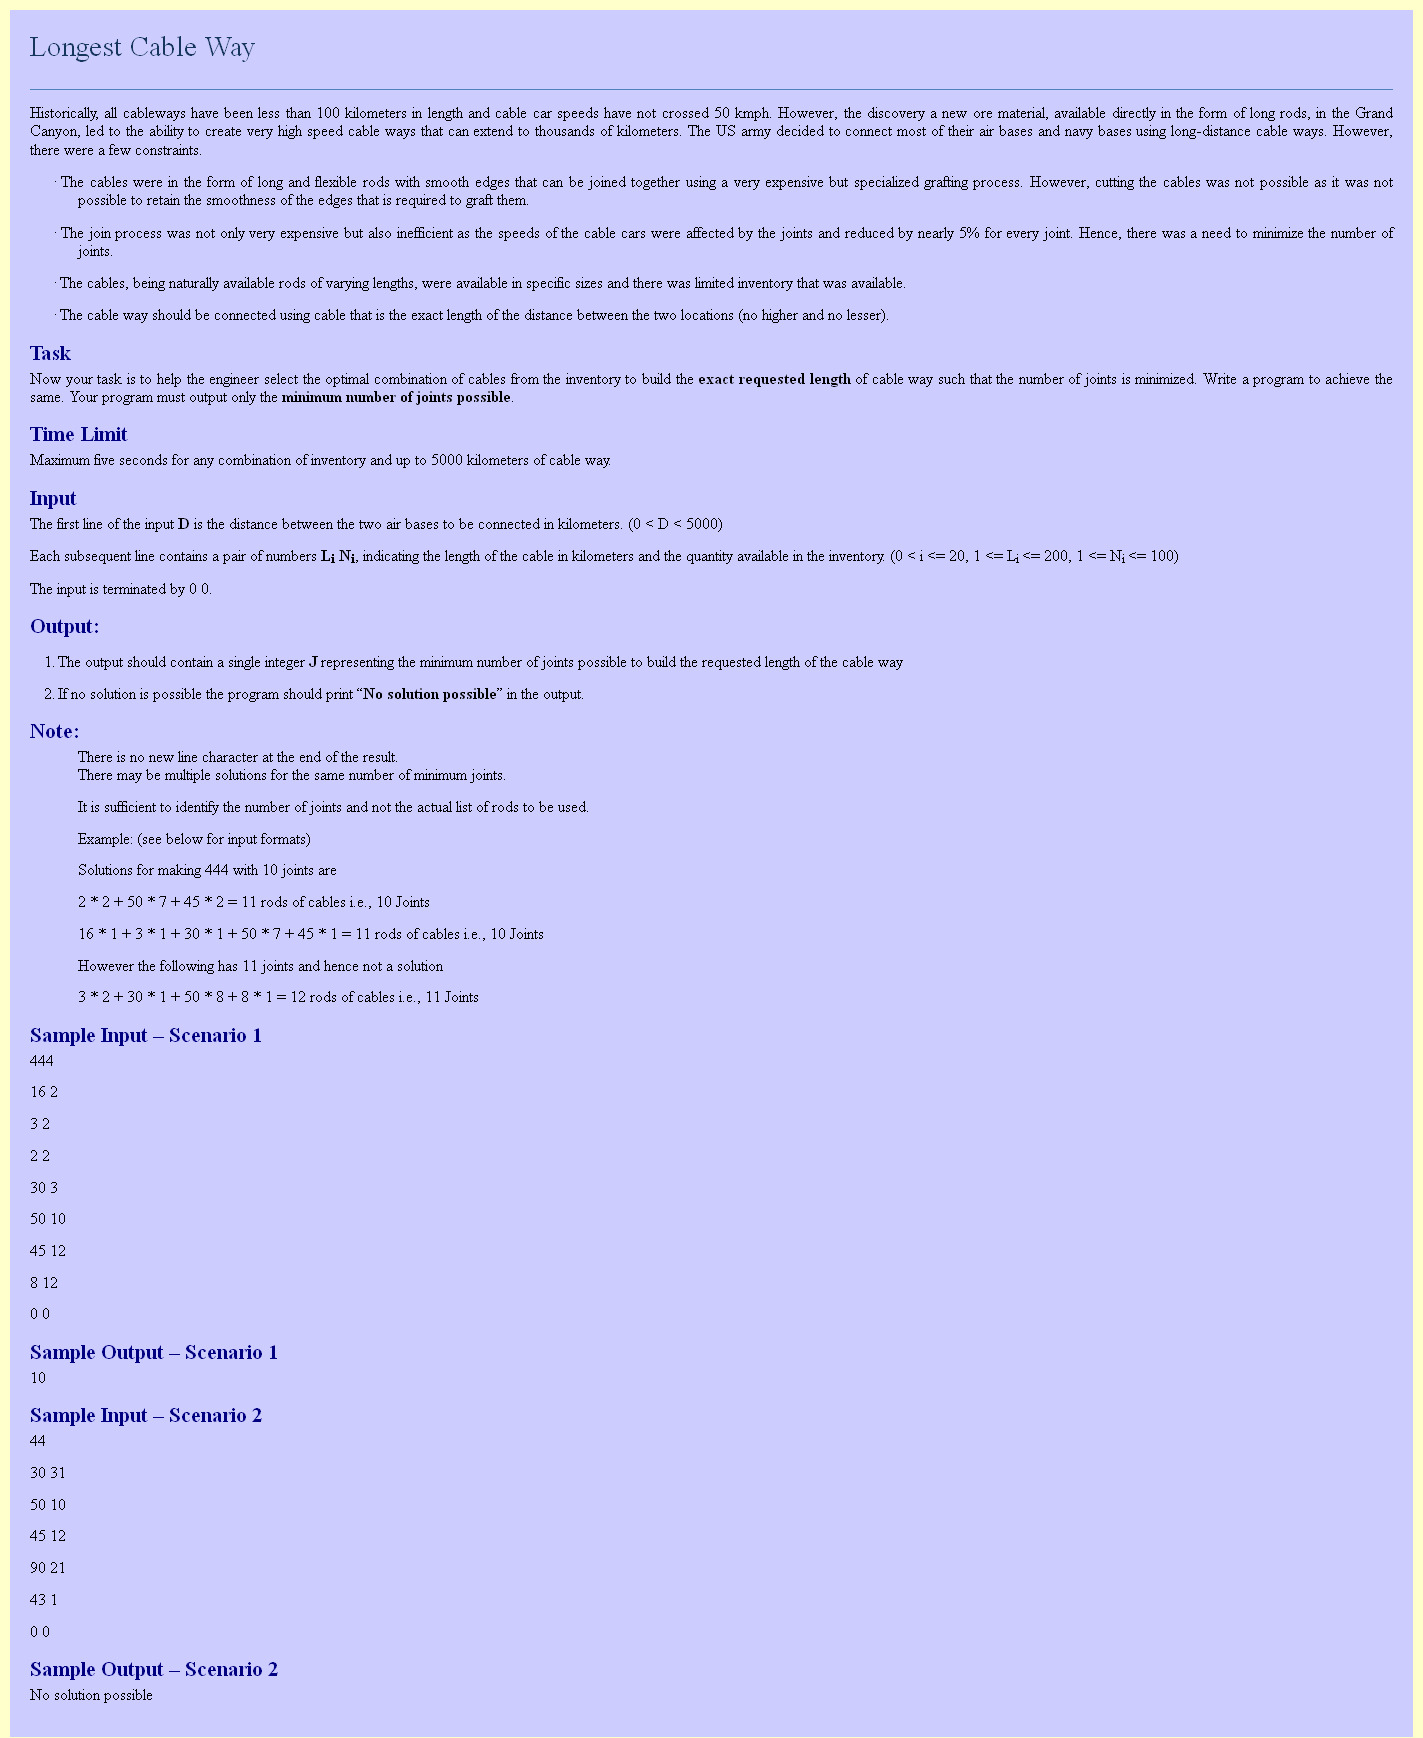 Longest Cable Way
Historically, all cableways have been less than 100 kilometers in length and cable car speeds have not crossed 50 kmph. However, the discovery a new ore material, available directly in the form of long rods, in the Grand
Canyon, led to the ability to create very high speed cable ways that can extend to thousands of kilometers. The US army decided to connect most of their air bases and navy bases using long-distance cable ways. However,
there were a few constraints.
· The cables were in the form of long and flexible rods with smooth edges that can be joined together using a very expensive but specialized grafting process. However, cutting the cables was not possible as it was not
possible to retain the smoothness of the edges that is required to graft them.
· The join process was not only very expensive but also inefficient as the speeds of the cable cars were affected by the joints and reduced by nearly 5% for every joint. Hence, there was a need to minimize the number of
joints.
· The cables, being naturally available rods of varying lengths, were available in specific sizes and there was limited inventory that was available.
· The cable way should be connected using cable that is the exact length of the distance between the two locations (no higher and no lesser).
Task
Now your task is to help the engineer select the optimal combination of cables from the inventory to build the exact requested length of cable way such that the number of joints is minimized. Write a program to achieve the
same. Your program must output only the minimum number of joints possible.
Time Limit
Maximum five seconds for any combination of inventory and up to 5000 kilometers of cable way.
Input
The first line of the input D is the distance between the two air bases to be connected in kilometers. (0 < D < 5000)
Each subsequent line contains a pair of numbers Li Ni, indicating the length of the cable in kilometers and the quantity available in the inventory. (0 < i <= 20, 1 <= Li <= 200, 1 <= Ni <= 100)
The input is terminated by 0 0.
Output:
1. The output should contain a single integer J representing the minimum number of joints possible to build the requested length of the cable way
2. If no solution is possible the program should print “No solution possible” in the output.
Note:
There is no new line character at the end of the result.
There may be multiple solutions for the same number of minimum joints.
It is sufficient to identify the number of joints and not the actual list of rods to be used.
Example: (see below for input formats)
Solutions for making 444 with 10 joints are
2 * 2 + 50 * 7 + 45 * 2 = 11 rods of cables i.e., 10 Joints
16 * 1 + 3 * 1 + 30 * 1 + 50 * 7 + 45 * 1 = 11 rods of cables i.e., 10 Joints
However the following has 11 joints and hence not a solution
3 * 2 + 30 * 1 + 50 * 8 + 8 * 1 = 12 rods of cables i.e., 11 Joints
Sample Input – Scenario 1
444
16 2
3 2
2 2
30 3
50 10
45 12
8 12
0 0
Sample Output – Scenario 1
10
Sample Input – Scenario 2
44
30 31
50 10
45 12
90 21
43 1
0 0
Sample Output – Scenario 2
No solution possible